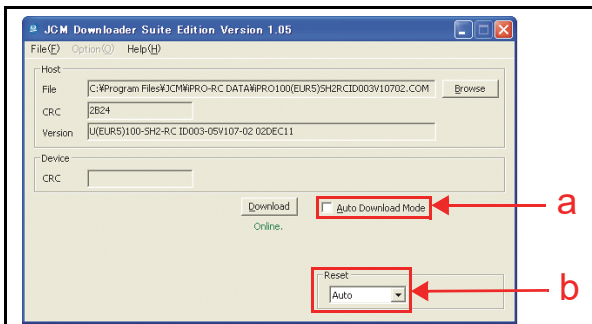 JCM Downloader Suite Edition Version 1.05
File(F) Option(O) Help(H)
Host
File C:¥Program Files¥JCM¥iPRO-RC DATA¥iPRO100(EUR5)SH2RCID003V10702.COM Browse
CRC 2B24
Version U(EUR5)100-SH2-RC ID003-05V107-02 02DEC11
Device
CRC
Download Auto Download Mode a
Online.
Reset
Auto b